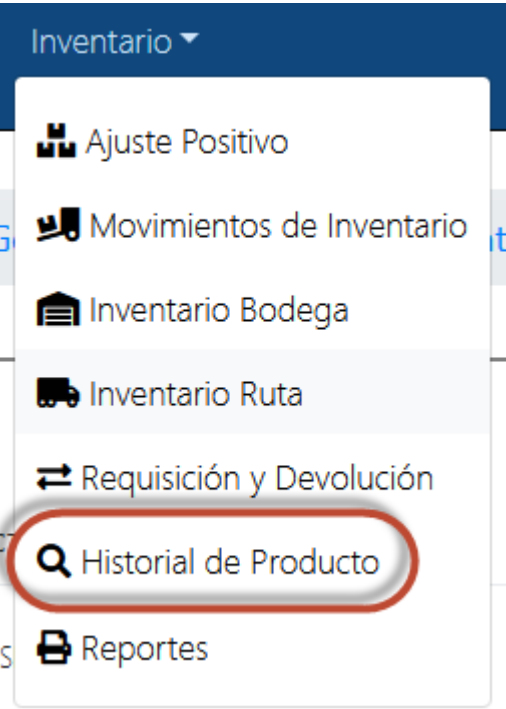 Inventario
Ajuste Positivo
Movimientos de Inventario
Inventario Bodega
Inventario Ruta
Requisición y Devolución
Historial de Producto
Reportes